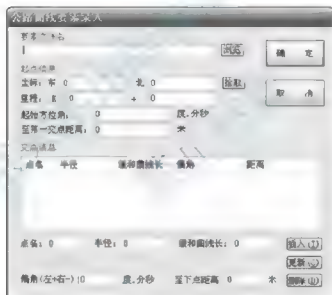 公路曲线要素录入
要素文件名
浏览
确 定
起点信息
坐标: 东 0 北 0 拾取
里程: K 0 + 0
取 消
起始方位角: 0 度.分秒
至第一交点距离: 0 米
交点信息
点名 半径 缓和曲线长 偏角 距离
点名: 0 半径: 0 缓和曲线长: 0 插入(I)
更新(G)
偏角(左+右-):0 度.分秒 至下点距离 0 米 删除(D)